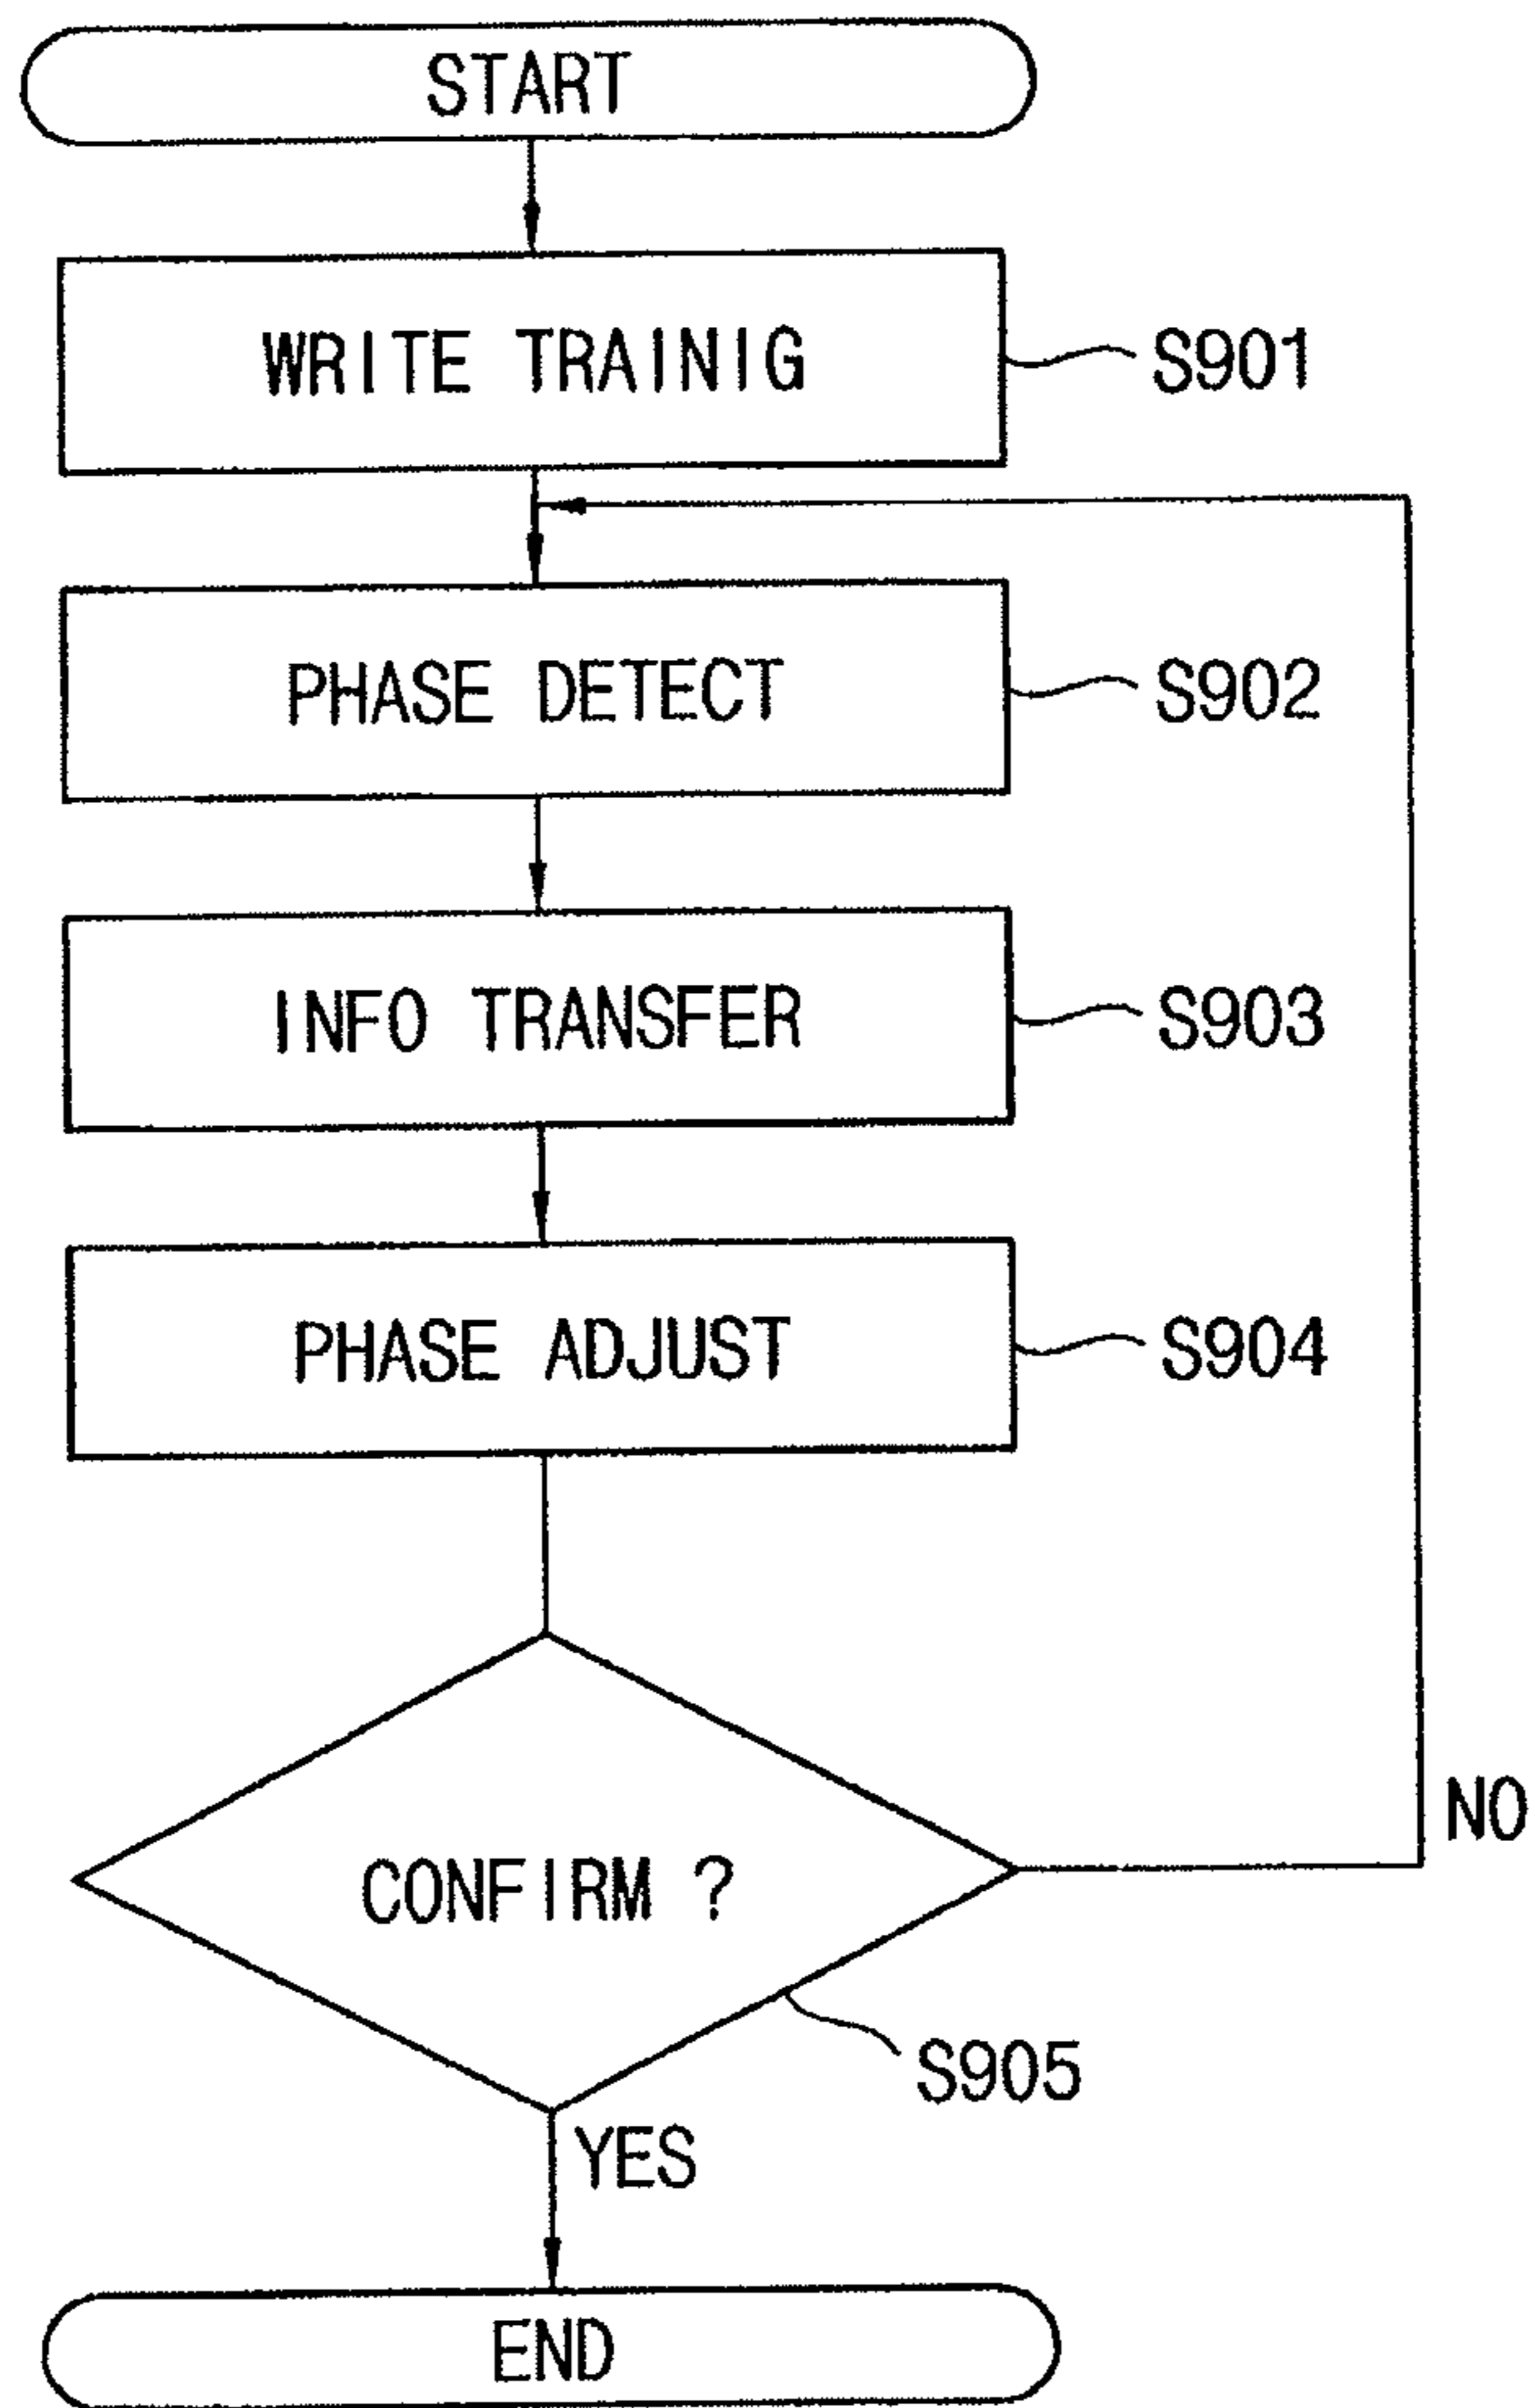 START
WRITE TRAINIG
S901
PHASE DETECT
S902
INFO TRANSFER
S903
PHASE ADJUST
S904
NO
CONFIRM ?
S905
YES
END